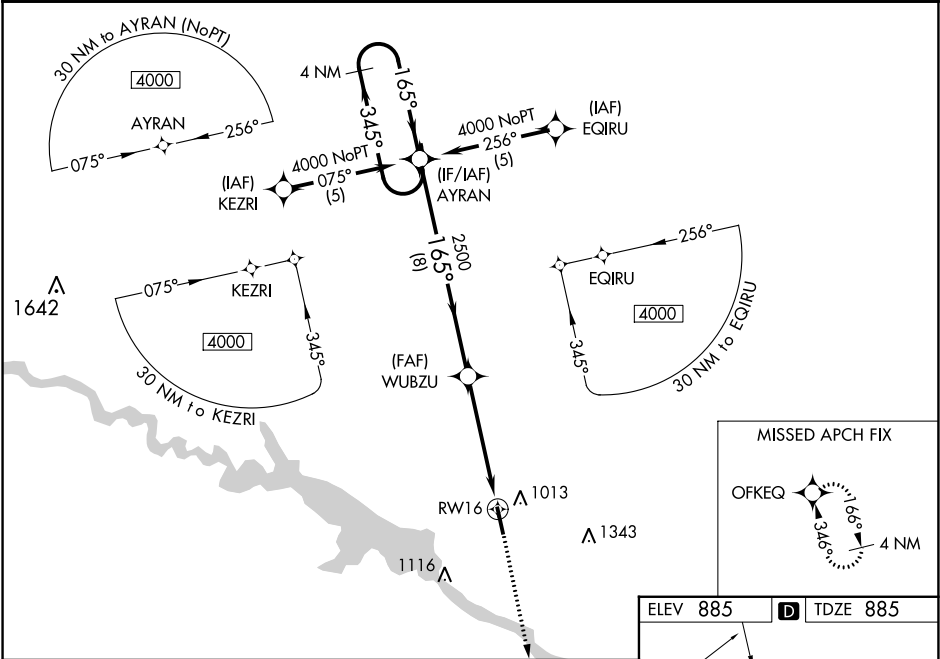 30 NM to AYRAN (NoPT)
4000
AYRAN
075°
256°
4 NM
165°
345°
(IAF)
EQIRU
4000 NoPT
256°
(5)
4000 NoPT
075°
(5)
(IAF)
KEZRI
(IF/IAF)
AYRAN
2500
165°
(8)
1642
075°
KEZRI
4000
345°
30 NM to KEZRI
256°
EQIRU
4000
345°
30 NM to EQIRU
(FAF)
WUBZU
MISSED APCH FIX
OFKEQ
166°
346°
4 NM
RW16
1013
1343
1116
ELEV 885
D
TDZE 885